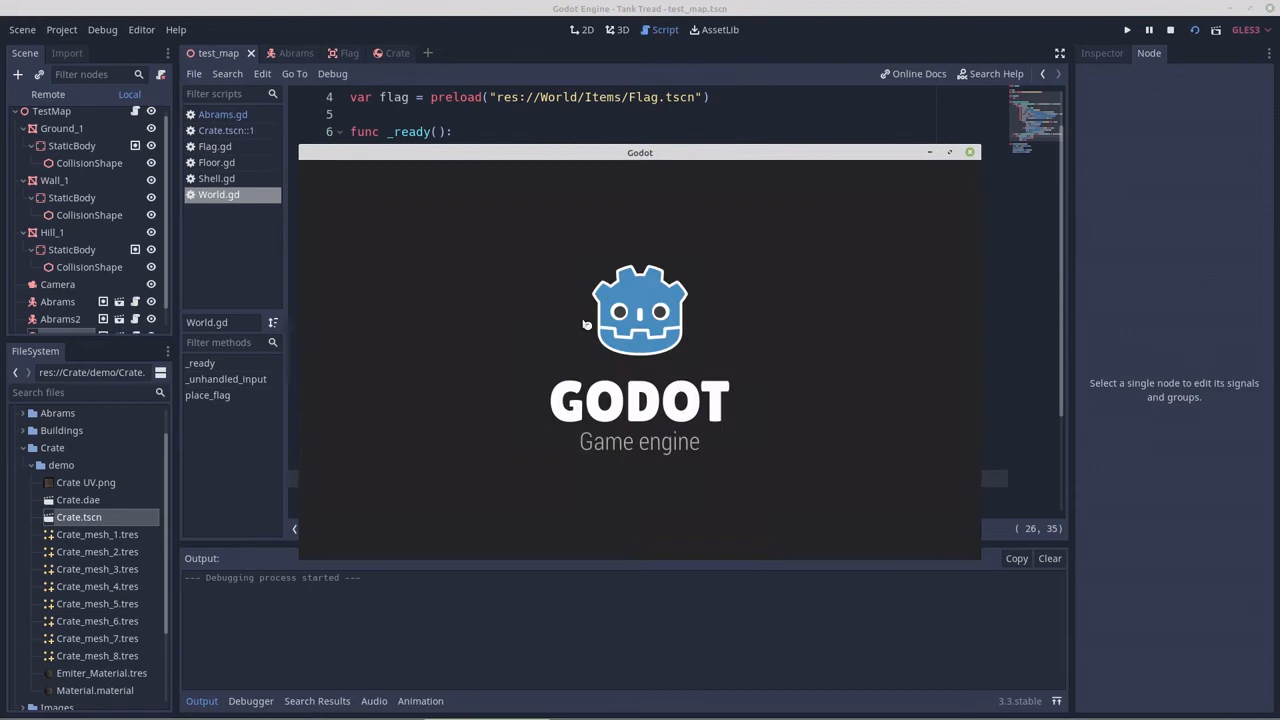 Godot Engine - Tank Tread - test_map.tscn
Scene Project Debug Editor Help
2D 3D Script AssetLib
GLES3
Scene Import
Filter nodes
Remote Local
TestMap
Ground_1
StaticBody
CollisionShape
Wall_1
StaticBody
CollisionShape
Hill_1
StaticBody
CollisionShape
Camera
Abrams
Abrams2
FileSystem
res://Crate/demo/Crate.
Search files
Abrams
Buildings
Crate
demo
Crate UV.png
Crate.dae
Crate.tscn
Crate_mesh_1.tres
Crate_mesh_2.tres
Crate_mesh_3.tres
Crate_mesh_4.tres
Crate_mesh_5.tres
Crate_mesh_6.tres
Crate_mesh_7.tres
Crate_mesh_8.tres
Emiter_Material.tres
Material.material
Images
test_map Abrams Flag Crate
File Search Edit Go To Debug
Online Docs Search Help
Filter scripts
Abrams.gd
Crate.tscn::1
Flag.gd
Floor.gd
Shell.gd
World.gd
World.gd
Filter methods
_ready
_unhandled_input
place_flag
4 var flag = preload("res://World/Items/Flag.tscn")
5
6 func _ready():
Godot
GODOT
Game engine
( 26, 35)
Output:
Copy Clear
--- Debugging process started ---
Output Debugger Search Results Audio Animation
3.3.stable
Inspector Node
Select a single node to edit its signals
and groups.